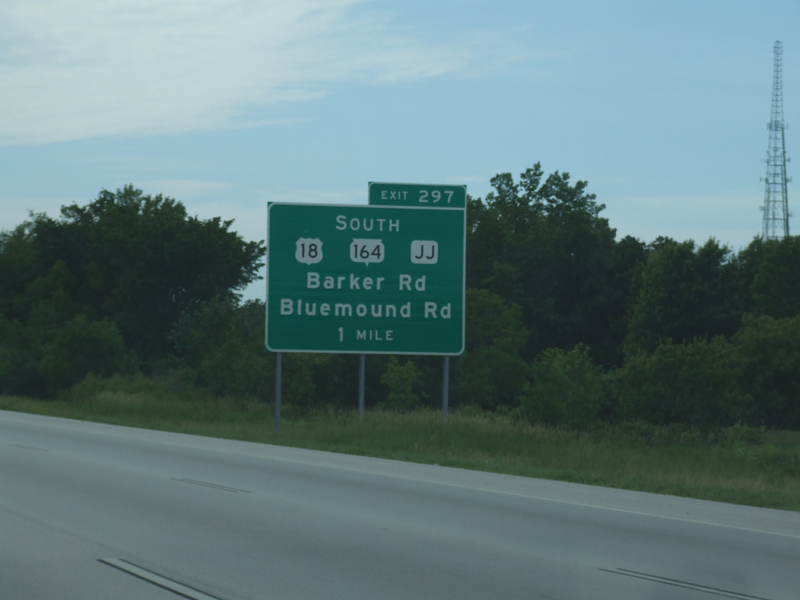 EXIT 297
SOUTH
18 164 JJ
Barker Rd
Bluemound Rd
1 MILE